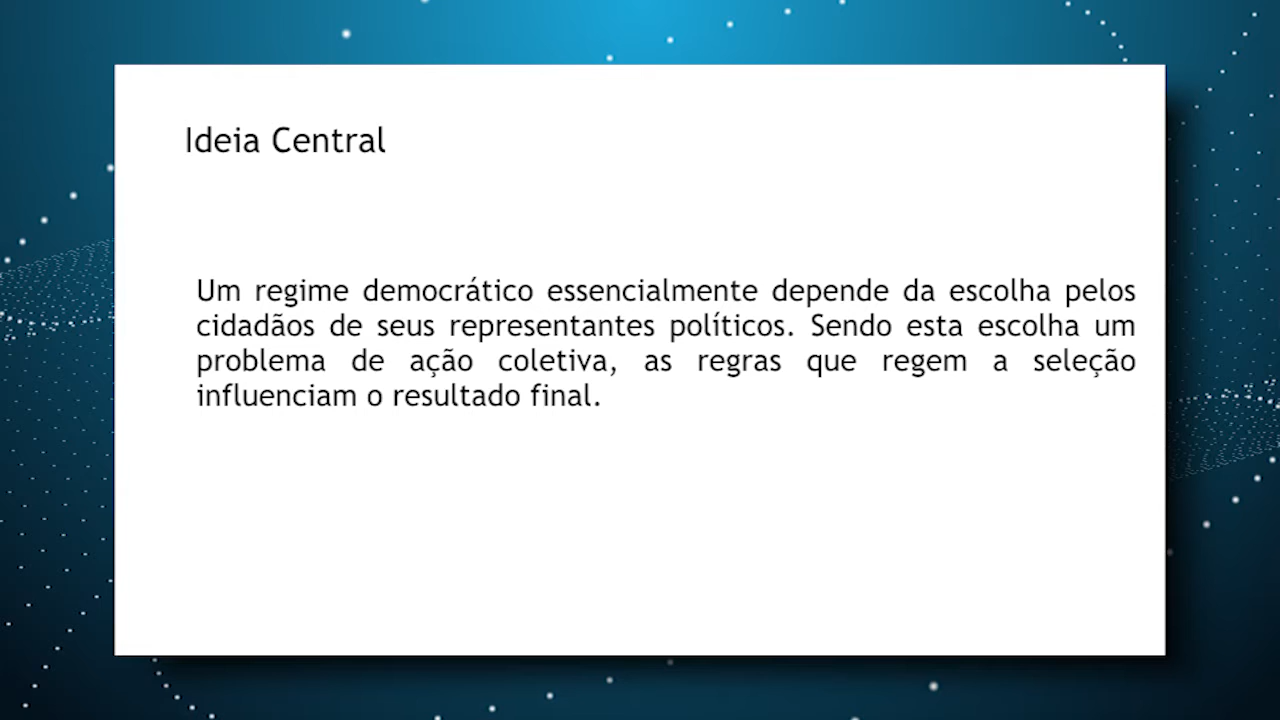 Ideia Central
Um regime democrático essencialmente depende da escolha pelos
cidadãos de seus representantes políticos. Sendo esta escolha um
problema de ação coletiva, as regras que regem a seleção
influenciam o resultado final.